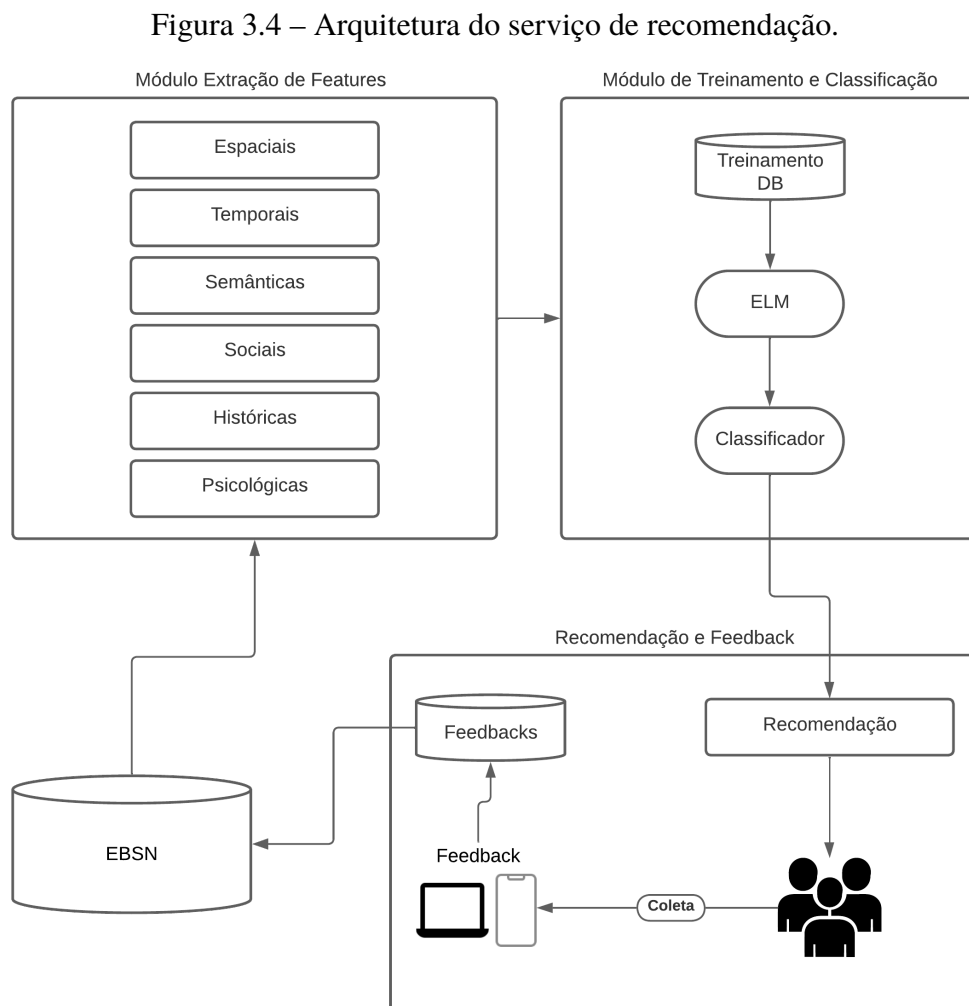 Figura 3.4 – Arquitetura do serviço de recomendação.
Módulo Extração de Features
Espaciais
Temporais
Semânticas
Sociais
Históricas
Psicológicas
Módulo de Treinamento e Classificação
Treinamento
DB
ELM
Classificador
Recomendação e Feedback
Recomendação
Feedbacks
Feedback
Coleta
EBSN